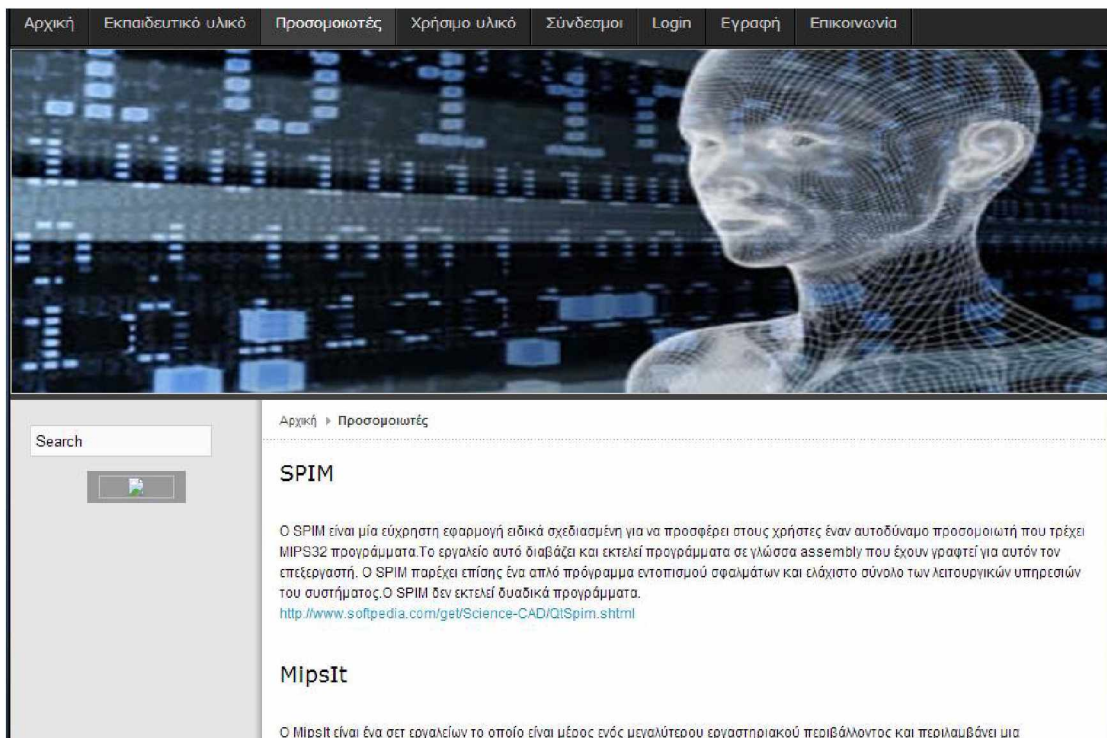 Αρχική Εκπαιδευτικό υλικό Προσομοιωτές Χρήσιμο υλικό Σύνδεσμοι Login Εγραφή Επικοινωνία
Αρχική Προσομοιωτές
Search
SPIM
Ο SPIM είναι μία εύχρηστη εφαρμογή ειδικά σχεδιασμένη για να προσφέρει στους χρήστες έναν αυτοδύναμο προσομοιωτή που τρέχει
MIPS32 προγράμματα.Το εργαλείο αυτό διαβάζει και εκτελεί προγράμματα σε γλώσσα assembly που έχουν γραφτεί για αυτόν τον
επεξεργαστή. Ο SPIM παρέχει επίσης ένα απλό πρόγραμμα εντοπισμού σφαλμάτων και ελάχιστο σύνολο των λειτουργικών υπηρεσιών
του συστήματος.Ο SPIM δεν εκτελεί δυαδικά προγράμματα.
http://www.softpedia.com/get/Science-CAD/QtSpim.shtml
MipsIt
Ο MipsIt είναι ένα σετ εργαλείων το οποίο είναι μέρος ενός μεγαλύτερου εργαστηριακού περιβάλλοντος και περιλαμβάνει μια